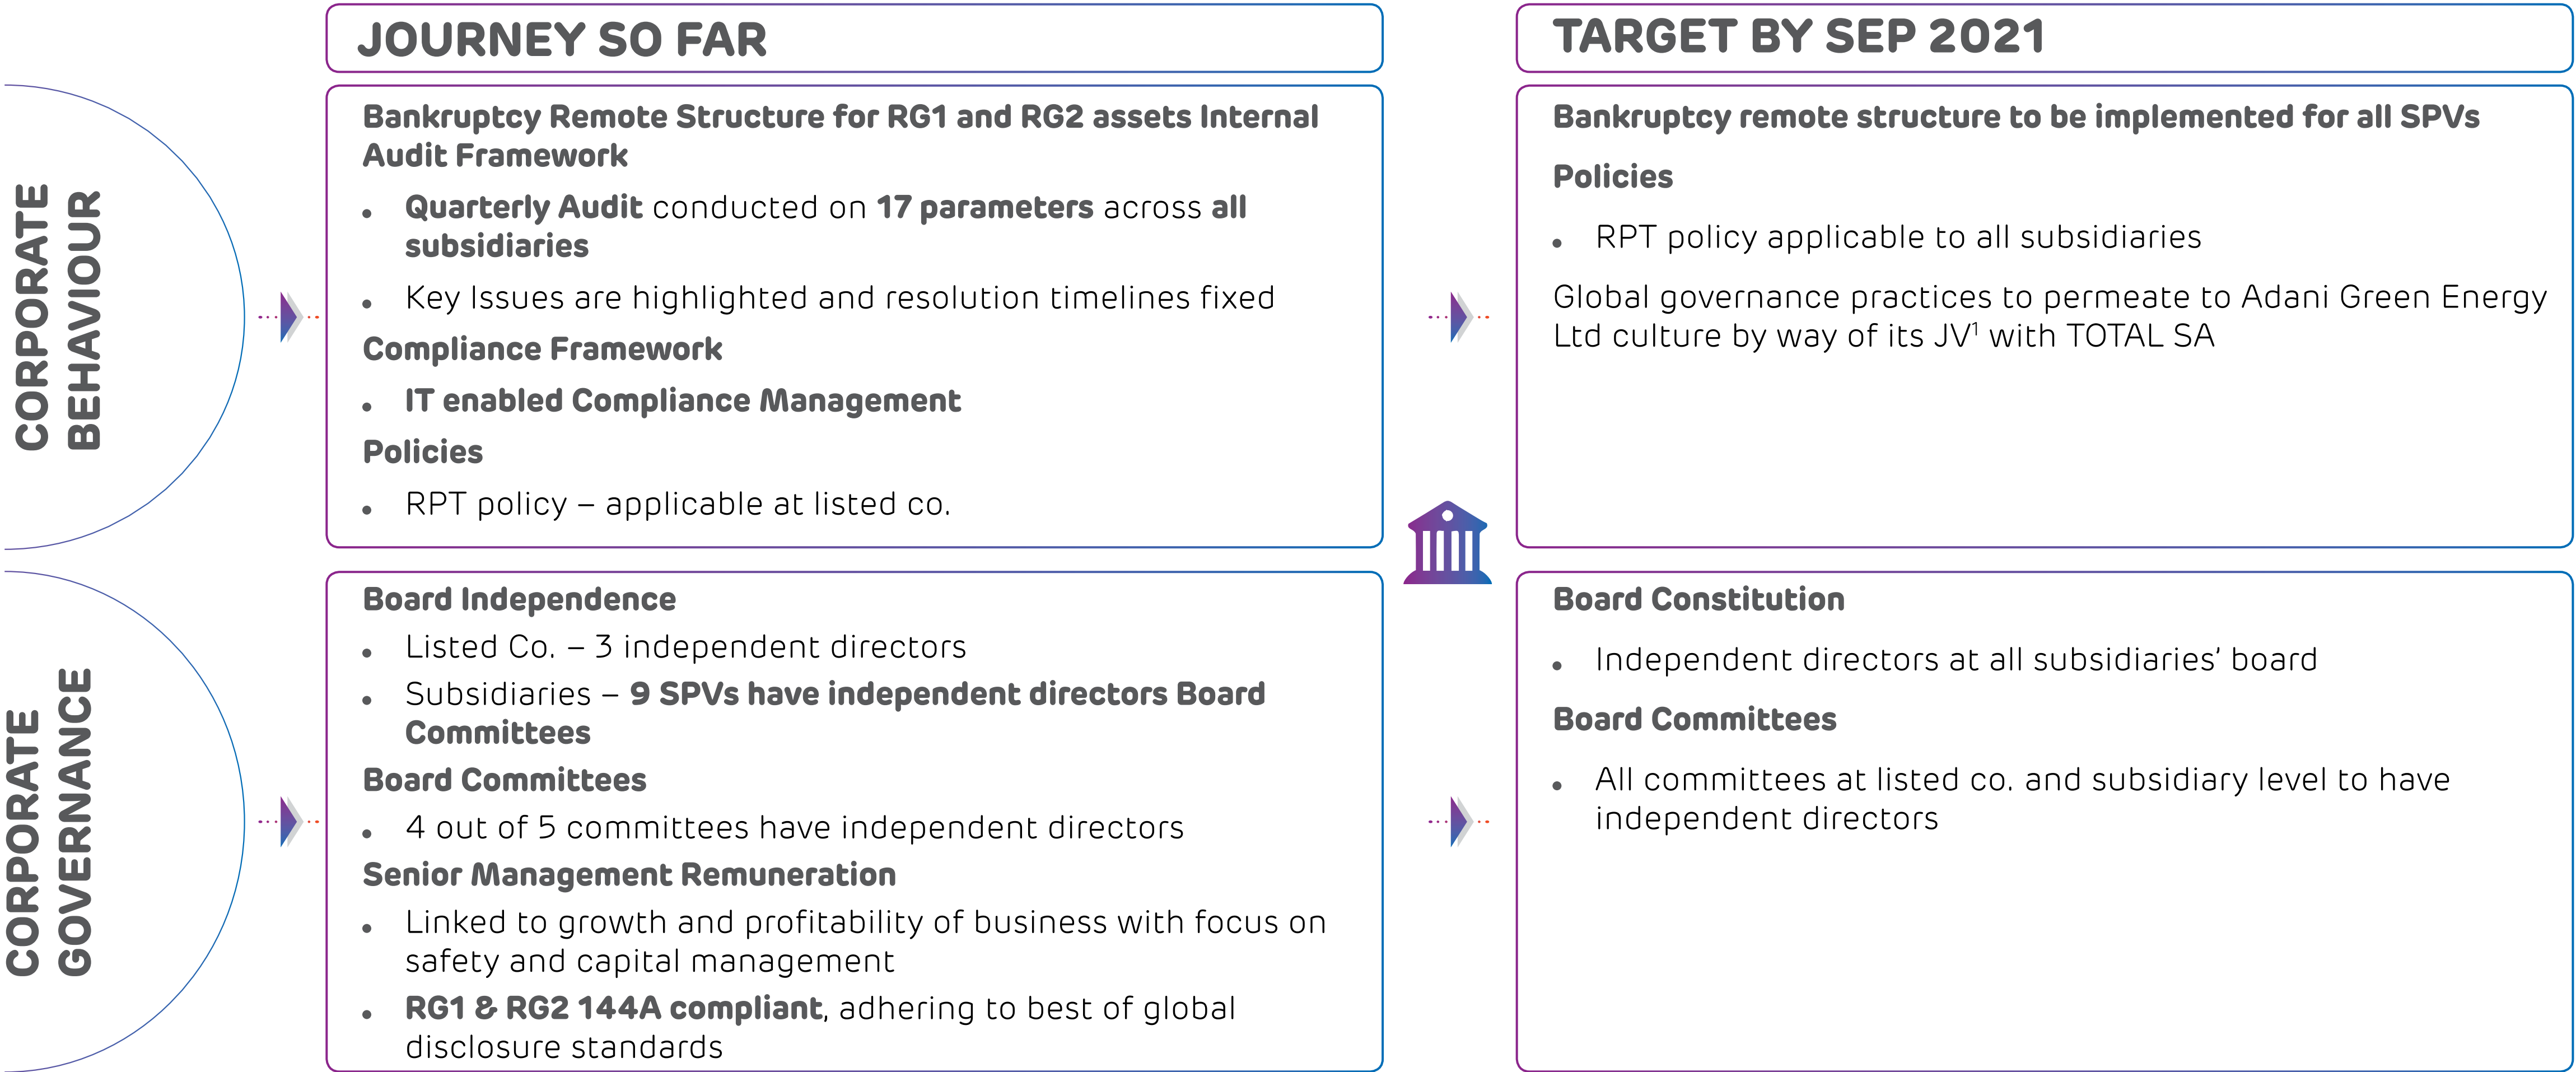 JOURNEY SO FAR
TARGET BY SEP 2021
CORPORATE
BEHAVIOUR
Bankruptcy Remote Structure for RG1 and RG2 assets Internal
Audit Framework
• Quarterly Audit conducted on 17 parameters across all
subsidiaries
• Key Issues are highlighted and resolution timelines fixed
Compliance Framework
• IT enabled Compliance Management
Policies
• RPT policy – applicable at listed co.
Bankruptcy remote structure to be implemented for all SPVs
Policies
• RPT policy applicable to all subsidiaries
Global governance practices to permeate to Adani Green Energy
Ltd culture by way of its JV¹ with TOTAL SA
CORPORATE
GOVERNANCE
Board Independence
• Listed Co. – 3 independent directors
• Subsidiaries – 9 SPVs have independent directors Board
Committees
Board Committees
• 4 out of 5 committees have independent directors
Senior Management Remuneration
• Linked to growth and profitability of business with focus on
safety and capital management
• RG1 & RG2 144A compliant, adhering to best of global
disclosure standards
Board Constitution
• Independent directors at all subsidiaries’ board
Board Committees
• All committees at listed co. and subsidiary level to have
independent directors